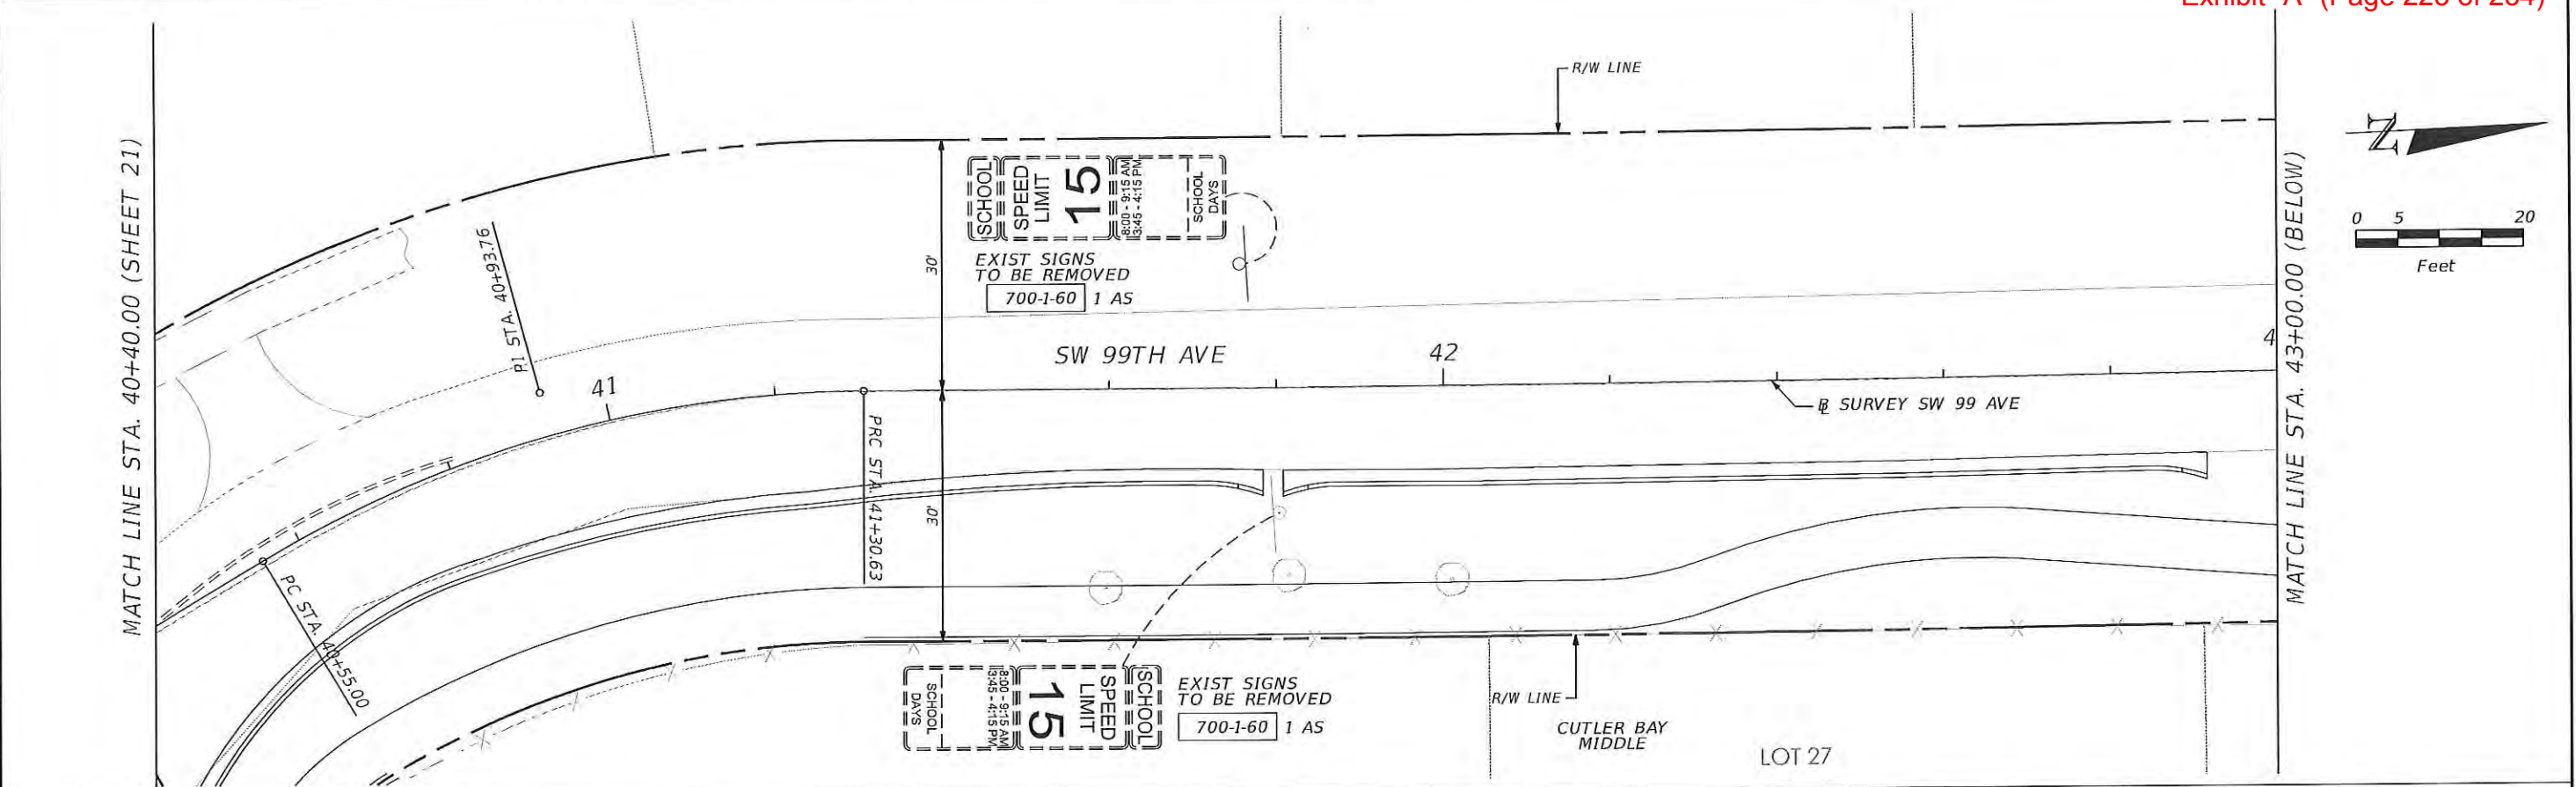 MATCH LINE STA. 40+40.00 (SHEET 21)
R/W LINE
SCHOOL
SPEED
LIMIT
15
8:00 - 9:15 AM
3:45 - 4:15 PM
SCHOOL
DAYS
EXIST SIGNS
TO BE REMOVED
700-1-60 1 AS
30'
P.I STA. 40+93.76
41
SW 99TH AVE
42
4
SURVEY SW 99 AVE
PRC STA. 41+30.63
30'
PC STA. 40+55.00
SCHOOL
SPEED
LIMIT
15
8:00 - 9:15 AM
3:45 - 4:15 PM
SCHOOL
DAYS
EXIST SIGNS
TO BE REMOVED
700-1-60 1 AS
R/W LINE
CUTLER BAY
MIDDLE
LOT 27
MATCH LINE STA. 43+00.00 (BELOW)
N
0 5 20
Feet